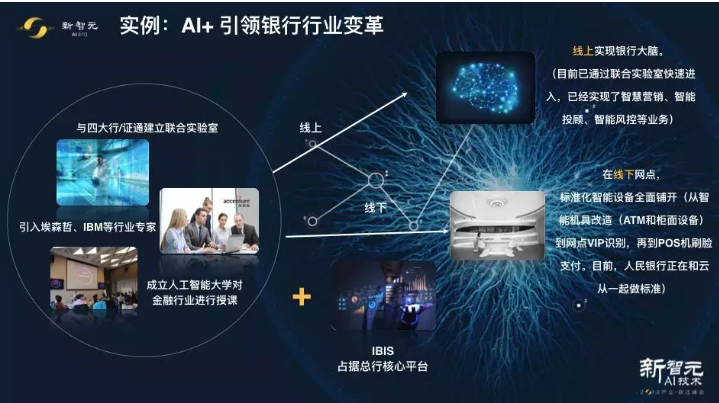 新智元
AI ERA
实例：AI+ 引领银行行业变革
与四大行/证通建立联合实验室
引入埃森哲、IBM等行业专家
accenture
成立人工智能大学对
金融行业进行授课
线上
线下
+
IBIS
占据总行核心平台
线上实现银行大脑。
（目前已通过联合实验室快速进
入，已经实现了智慧营销、智能
投顾、智能风控等业务）
在线下网点，
标准化智能设备全面铺开（从智
能机具改造（ATM和柜面设备）
到网点VIP识别，再到POS机刷脸
支付。目前，人民银行正在和云
从一起做标准）
新智元
AI技术